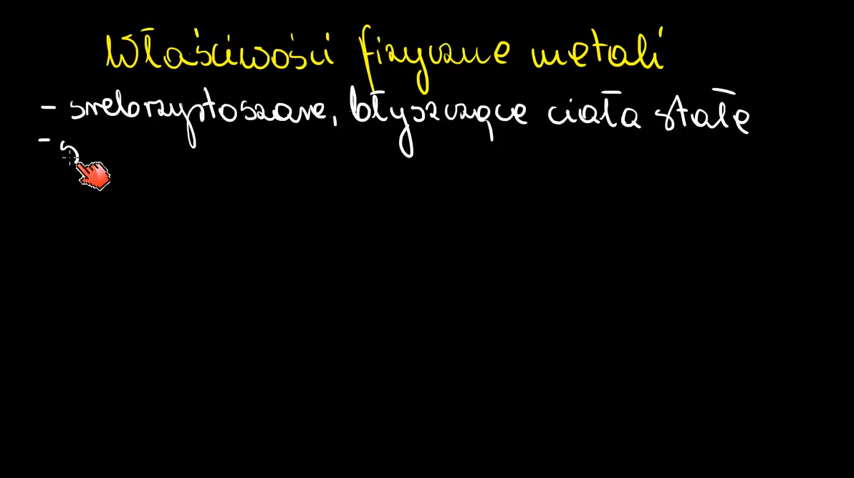 Właściwości fizyczne metali
- srebrzystoszare, błyszczące ciała stałe
-